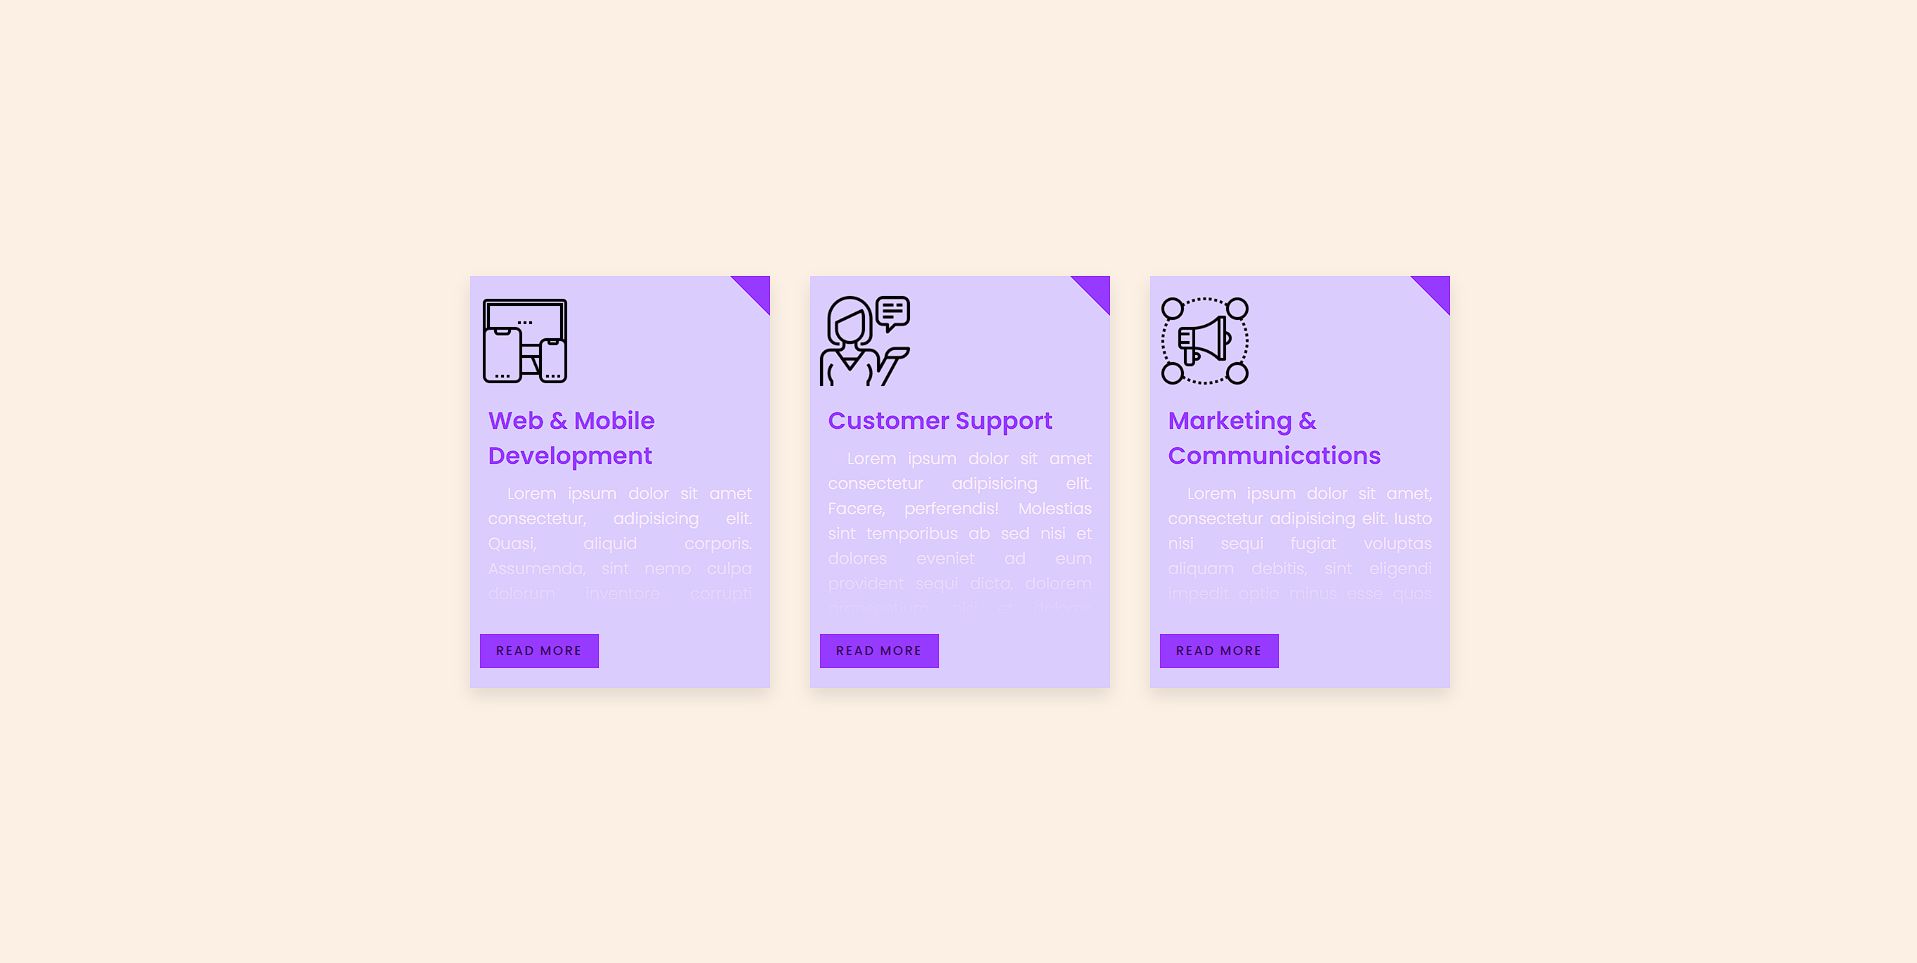 Web & Mobile
Development
Lorem ipsum dolor sit amet
consectetur, adipisicing elit.
Quasi, aliquid corporis.
Assumenda, sint nemo culpa
dolorum inventore corrupti
READ MORE
Customer Support
Lorem ipsum dolor sit amet
consectetur adipisicing elit.
Facere, perferendis! Molestias
sint temporibus ab sed nisi et
dolores eveniet ad eum
provident sequi dicta, dolorem
READ MORE
Marketing &
Communications
Lorem ipsum dolor sit amet,
consectetur adipisicing elit. Iusto
nisi sequi fugiat voluptas
aliquam debitis, sint eligendi
impedit optio minus esse quos
READ MORE